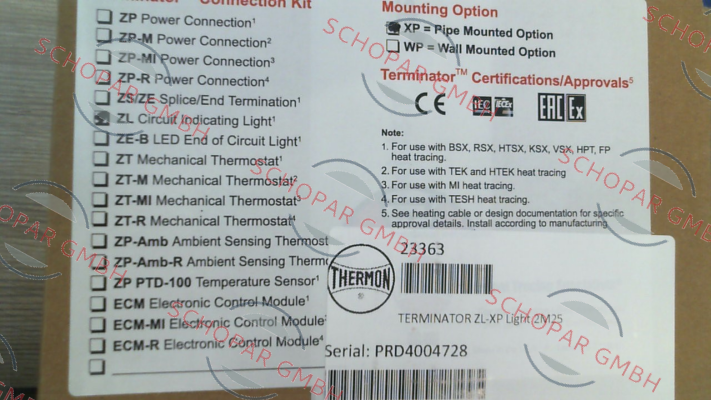 Connection Kit
ZP Power Connection¹
ZP-M Power Connection²
ZP-MI Power Connection³
ZP-R Power Connection⁴
ZS/ZE Splice/End Termination¹
ZL Circuit Indicating Light¹
ZE-B LED End of Circuit Light¹
ZT Mechanical Thermostat¹
ZT-M Mechanical Thermostat²
ZT-MI Mechanical Thermostat³
ZT-R Mechanical Thermostat⁴
ZP-Amb Ambient Sensing Thermost
ZP-Amb-R Ambient Sensing Thermo
ZP PTD-100 Temperature Sensor¹
ECM Electronic Control Module¹
ECM-MI Electronic Control Module
ECM-R Electronic Control Module⁴
Mounting Option
XP = Pipe Mounted Option
WP = Wall Mounted Option
Terminator™ Certifications/Approvals⁵
CE IEC IECEx EAC Ex
Note:
1. For use with BSX, RSX, HTSX, KSX, VSX, HPT, FP
heat tracing.
2. For use with TEK and HTEK heat tracing
3. For use with MI heat tracing.
4. For use with TESH heat tracing.
5. See heating cable or design documentation for specific
approval details. Install according to manufacturing
23363
THERMON
TERMINATOR ZL-XP Light 2M25
Serial: PRD4004728
SCHOPAR GMBH
SCHOPAR GMBH
SCHOPAR GMBH
SCHOPAR GMBH
SCHOPAR GMBH
SCHOPAR GMBH